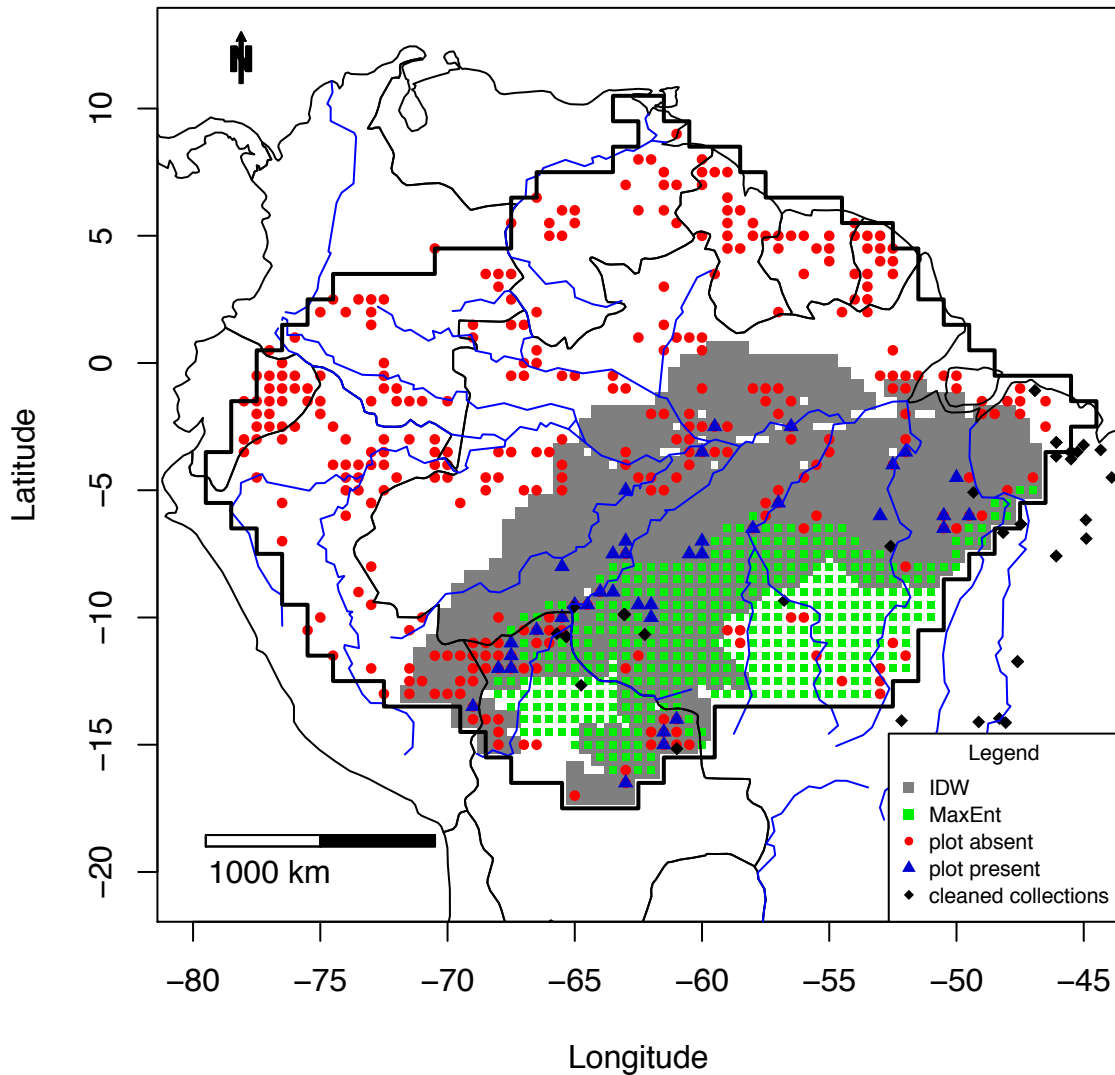 N
10
5
0
−5
−10
−15
−20
Latitude
1000 km
Legend
IDW
MaxEnt
plot absent
plot present
cleaned collections
−80
−75
−70
−65
−60
−55
−50
−45
Longitude